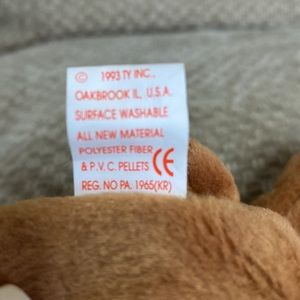 © 1993 TY INC.,
OAKBROOK IL, U.S.A.
SURFACE WASHABLE
ALL NEW MATERIAL
POLYESTER FIBER
& P.V.C. PELLETS CE
REG. NO PA. 1965(KR)